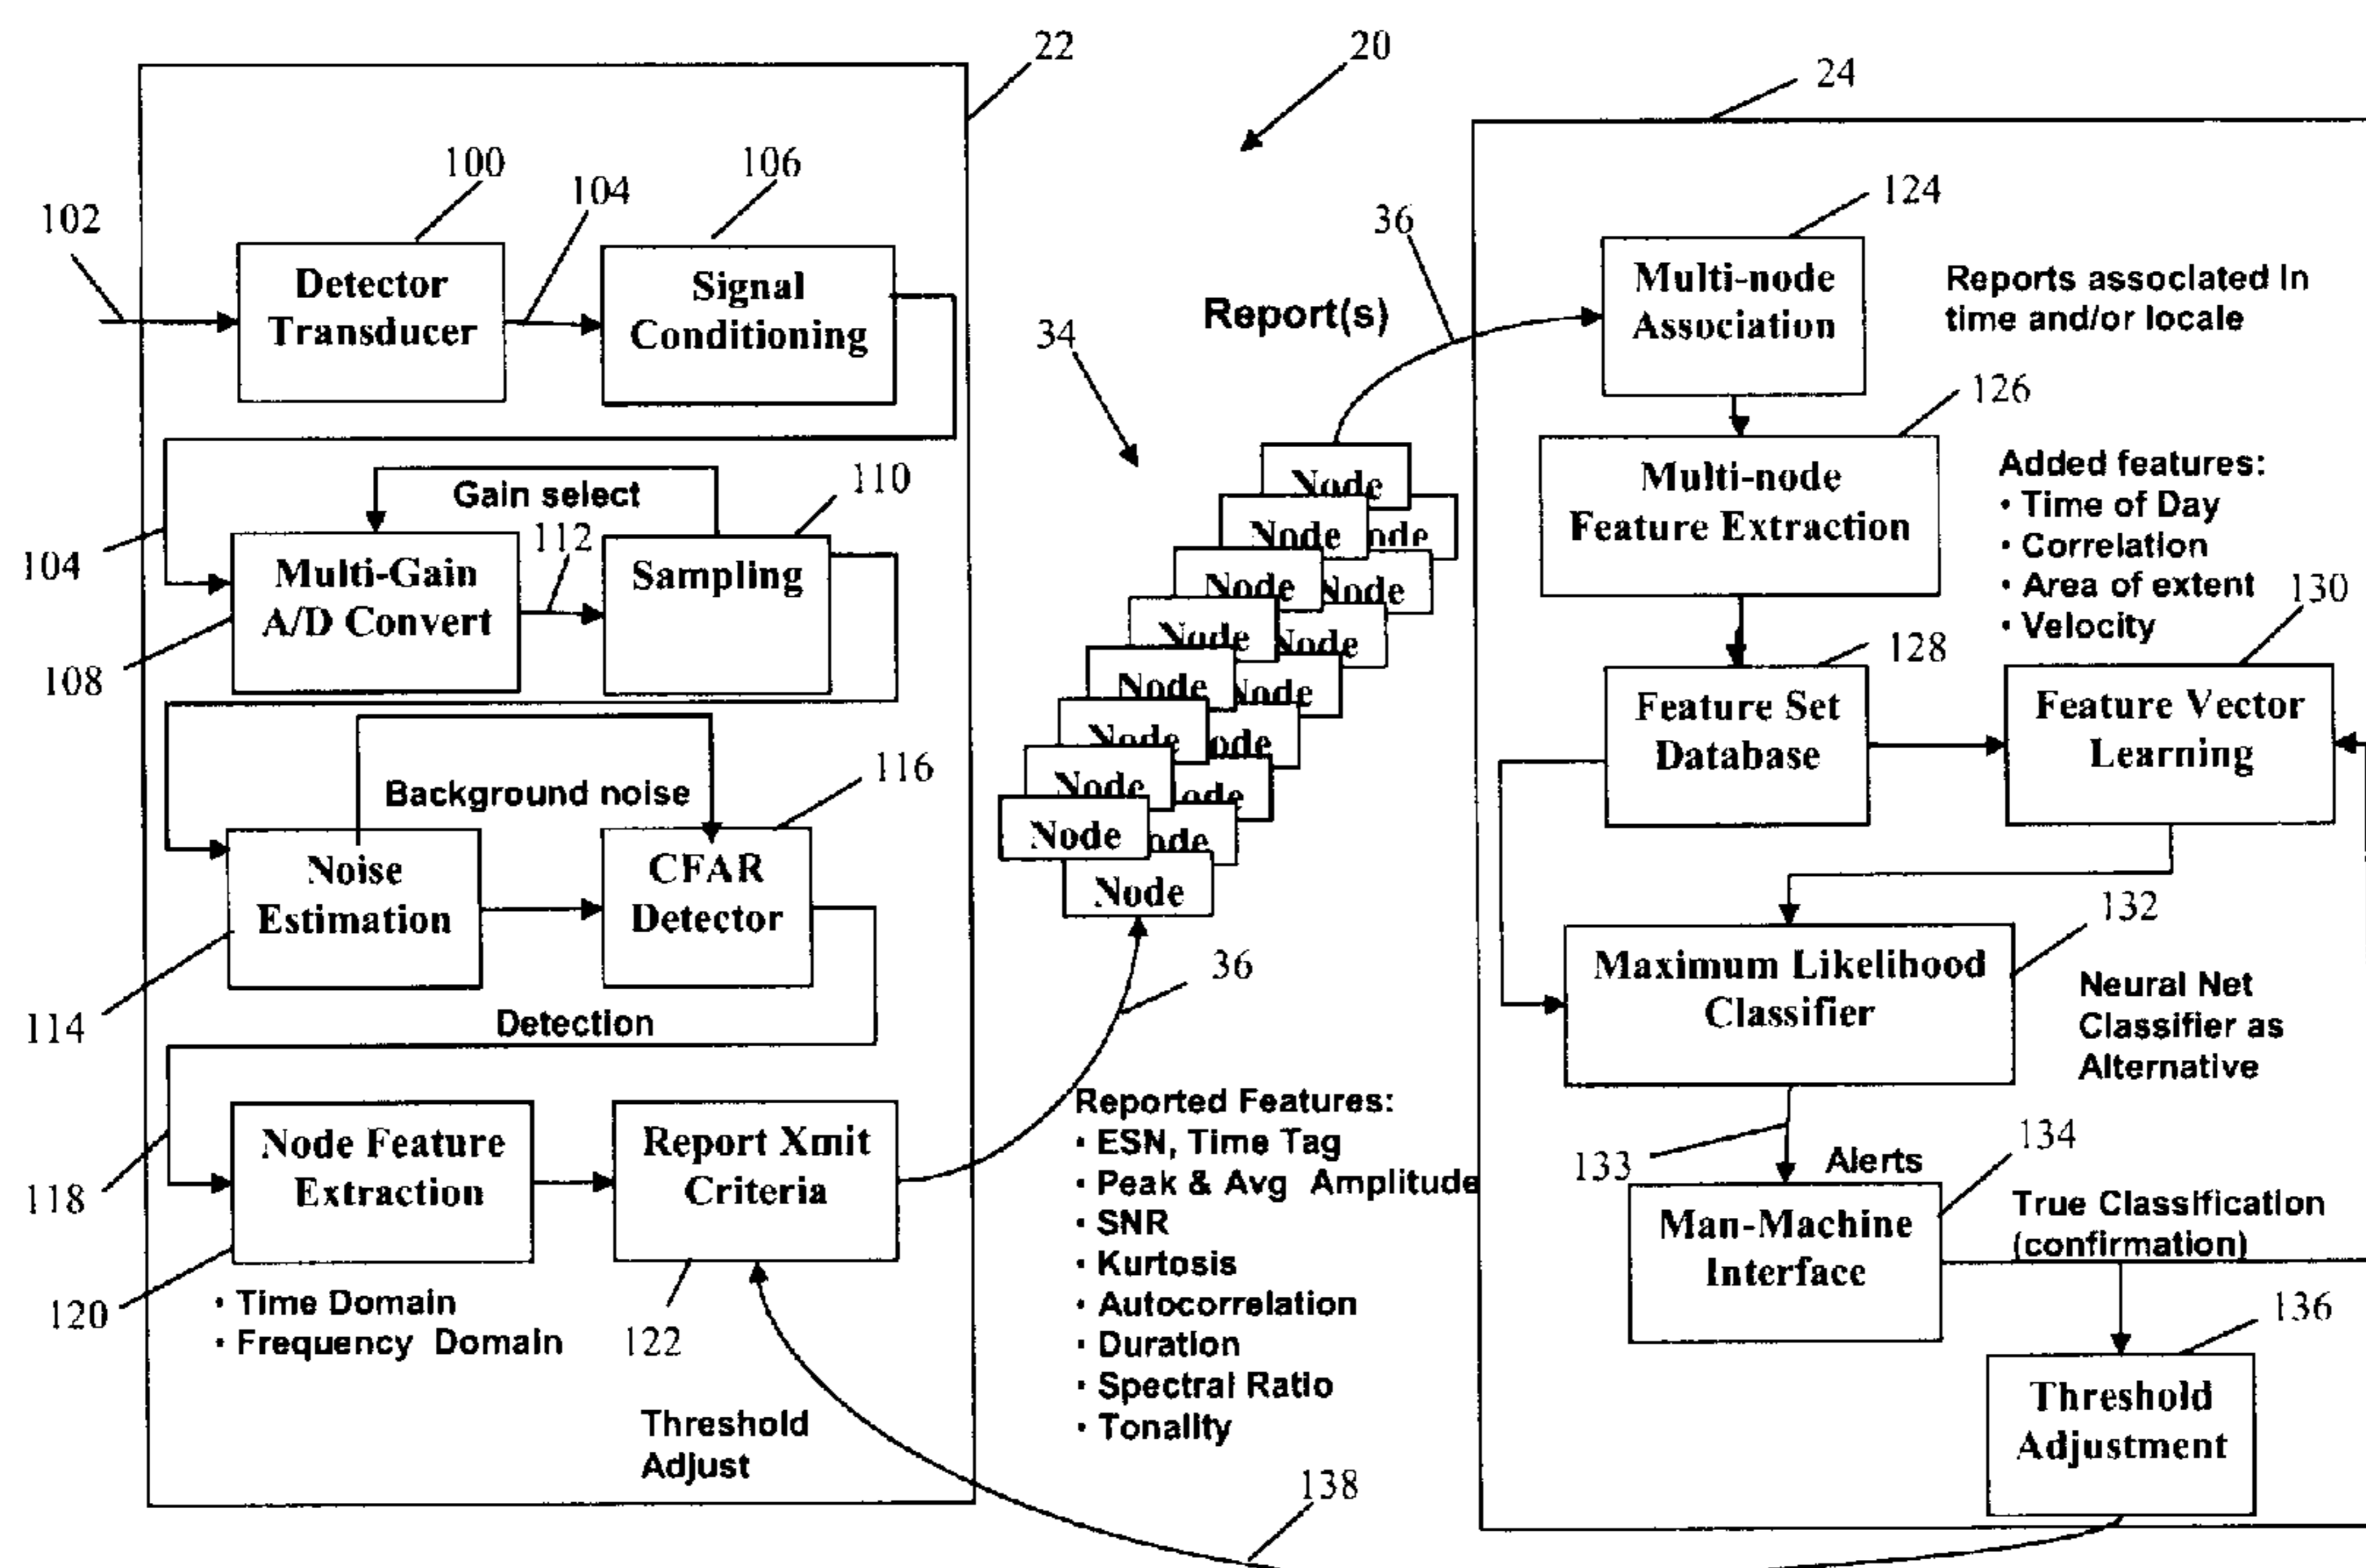 22
20
24
100
106
104
102
124
36
Detector
Transducer
Signal
Conditioning
Multi-node
Association
Reports associated in
time and/or locale
Report(s)
34
126
Gain select
110
112
104
Multi-Gain
A/D Convert
Sampling
108
Node
Node
Node
Node
Node
Node
Node
Node
Node
Node
Node
Node
Multi-node
Feature Extraction
Added features:
• Time of Day
• Correlation
• Area of extent
• Velocity
130
128
Feature Set
Database
Feature Vector
Learning
Background noise
116
Noise
Estimation
CFAR
Detector
114
Detection
36
132
Maximum Likelihood
Classifier
Neural Net
Classifier as
Alternative
Node Feature
Extraction
Report Xmit
Criteria
118
120
• Time Domain
• Frequency Domain
122
Reported Features:
• ESN, Time Tag
• Peak & Avg Amplitude
• SNR
• Kurtosis
• Autocorrelation
• Duration
• Spectral Ratio
• Tonality
133
Alerts
134
Man-Machine
Interface
True Classification
(confirmation)
136
Threshold
Adjustment
Threshold
Adjust
138